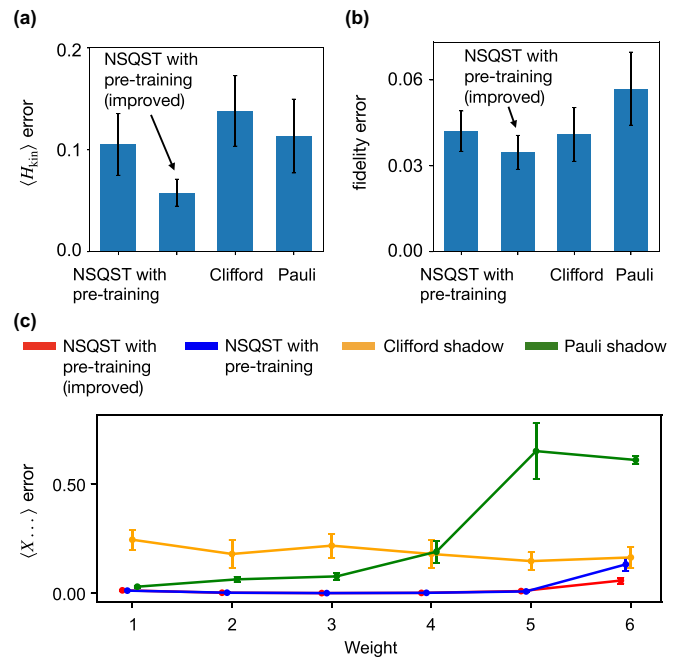 (a)
0.2
0.1
0.0
⟨H_kin⟩ error
NSQST with
pre-training
(improved)
NSQST with
pre-training
Clifford
Pauli
(b)
0.06
0.03
0.00
fidelity error
NSQST with
pre-training
(improved)
NSQST with
pre-training
Clifford
Pauli
(c)
NSQST with
pre-training
(improved)
NSQST with
pre-training
Clifford shadow
Pauli shadow
0.50
0.00
⟨X...⟩ error
1 2 3 4 5 6
Weight